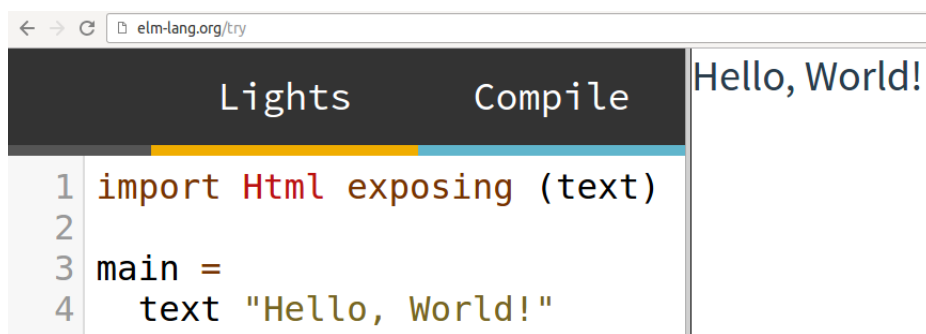 elm-lang.org/try
Lights Compile
Hello, World!
1 import Html exposing (text)
2
3 main =
4   text "Hello, World!"